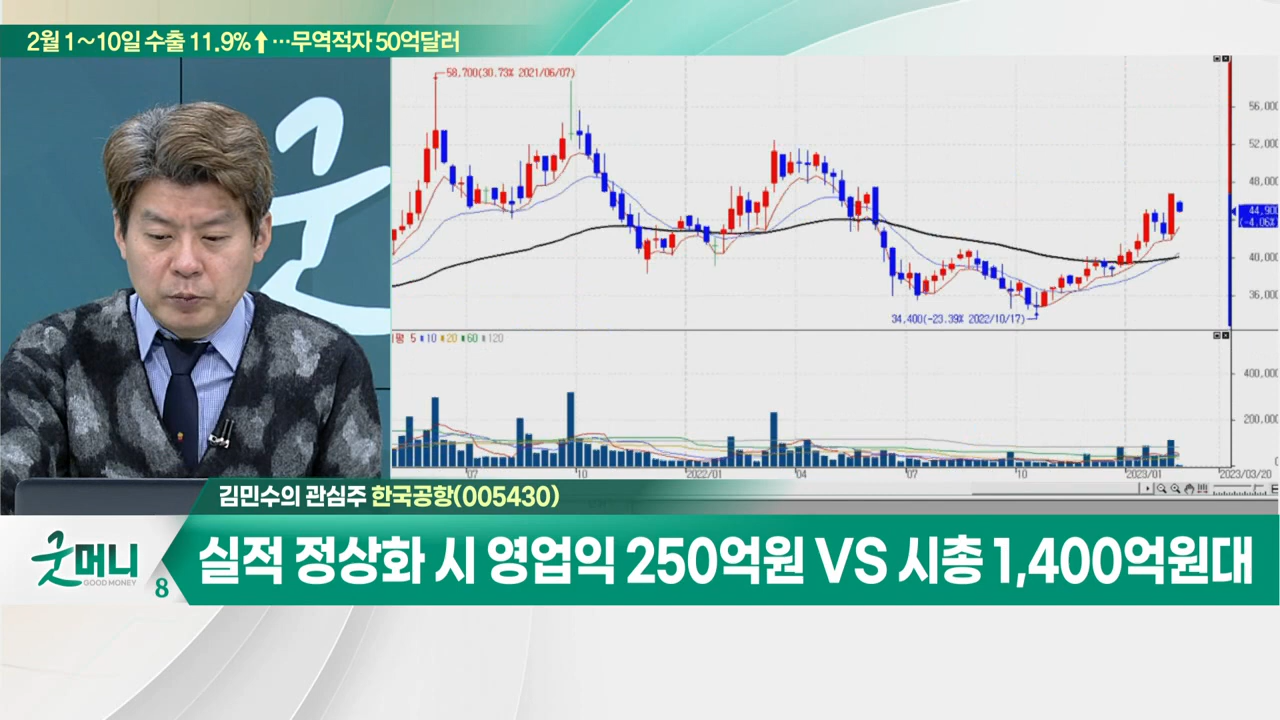 2월 1~10일 수출 11.9%⬆…무역적자 50억달러
58,700(30.73% 2021/06/07)
56,000
52,000
48,000
44,900
(-4.06%
40,000
36,000
34,400(-23.39% 2022/10/17)
평 5 10 20 60 120
400,000
200,000
07 10 2022/01 04 07 10 2023/01 2023/03/20
김민수의 관심주 한국공항(005430)
굿머니
GOOD MONEY
8
실적 정상화 시 영업익 250억원 VS 시총 1,400억원대